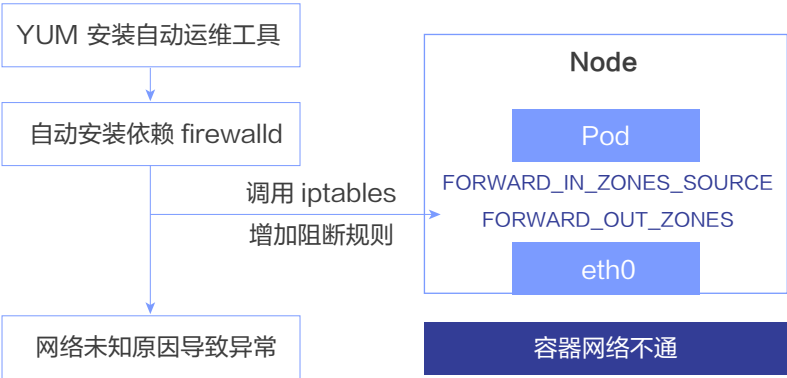 YUM 安装自动运维工具
自动安装依赖 firewalld
调用 iptables
增加阻断规则
网络未知原因导致异常
Node
Pod
FORWARD_IN_ZONES_SOURCE
FORWARD_OUT_ZONES
eth0
容器网络不通